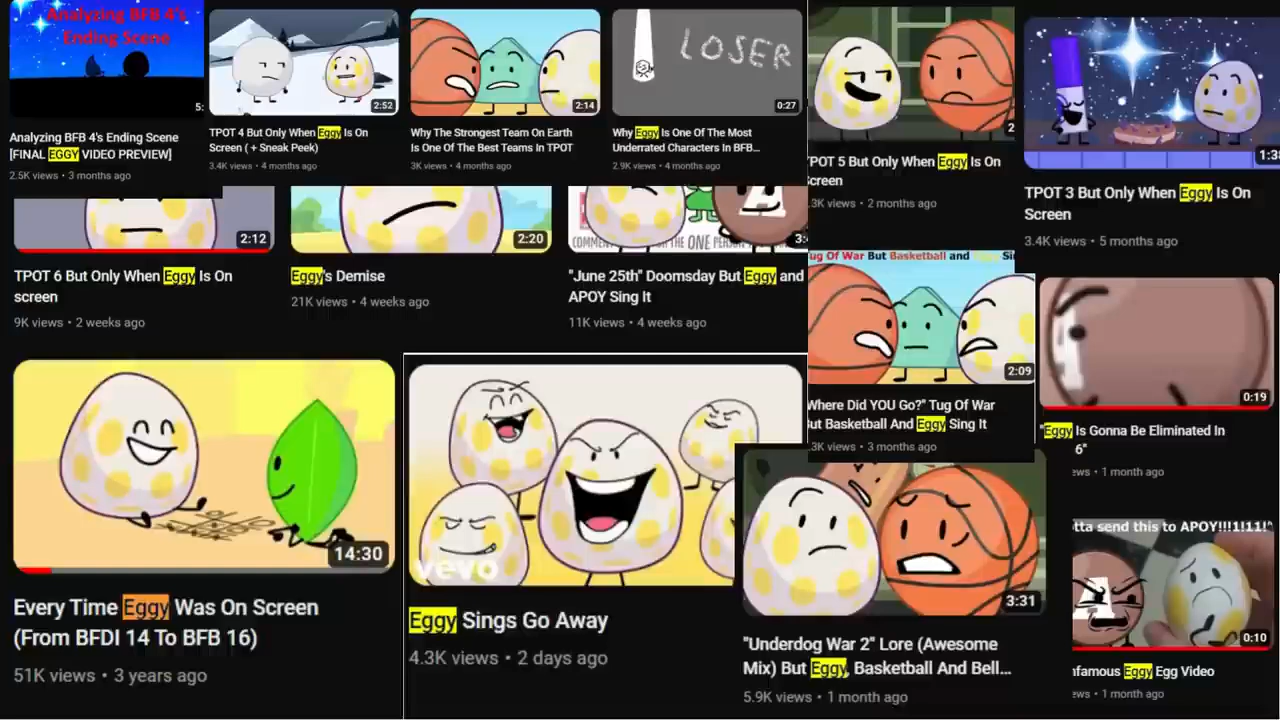 Analyzing BFB 4's
Ending Scene
5:
Analyzing BFB 4's Ending Scene
[FINAL EGGY VIDEO PREVIEW]
2.5K views • 3 months ago
2:52
TPOT 4 But Only When Eggy Is On
Screen ( + Sneak Peek)
3.4K views • 4 months ago
2:14
Why The Strongest Team On Earth
Is One Of The Best Teams In TPOT
3K views • 4 months ago
LOSER
0:27
Why Eggy Is One Of The Most
Underrated Characters In BFB...
2.9K views • 4 months ago
2
TPOT 5 But Only When Eggy Is On
Screen
.3K views • 2 months ago
1:3
TPOT 3 But Only When Eggy Is On
Screen
3.4K views • 5 months ago
2:12
TPOT 6 But Only When Eggy Is On
screen
9K views • 2 weeks ago
2:20
Eggy's Demise
21K views • 4 weeks ago
THE ONE
3:
"June 25th" Doomsday But Eggy and
APOY Sing It
11K views • 4 weeks ago
ug Of War But Basketball and
2:09
Where Did YOU Go?" Tug Of War
But Basketball And Eggy Sing It
.3K views • 3 months ago
0:19
"Eggy Is Gonna Be Eliminated In
6"
ws • 1 month ago
14:30
Every Time Eggy Was On Screen
(From BFDI 14 To BFB 16)
51K views • 3 years ago
vevo
Eggy Sings Go Away
4.3K views • 2 days ago
3:31
"Underdog War 2" Lore (Awesome
Mix) But Eggy, Basketball And Bell...
5.9K views • 1 month ago
tta send this to APOY!!!1!11!"
0:10
nfamous Eggy Egg Video
ws • 1 month ago